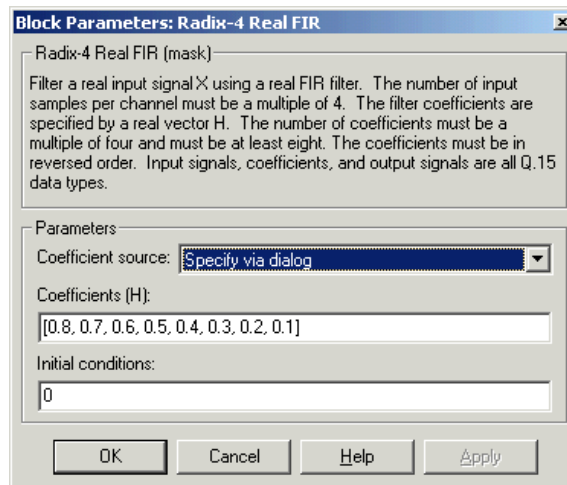 Block Parameters: Radix-4 Real FIR
Radix-4 Real FIR (mask)
Filter a real input signal X using a real FIR filter.  The number of input
samples per channel must be a multiple of 4.  The filter coefficients are
specified by a real vector H.  The number of coefficients must be a
multiple of four and must be at least eight. The coefficients must be in
reversed order.  Input signals, coefficients, and output signals are all Q.15
data types.
Parameters
Coefficient source: Specify via dialog
Coefficients (H):
[0.8, 0.7, 0.6, 0.5, 0.4, 0.3, 0.2, 0.1]
Initial conditions:
0
OK Cancel Help Apply